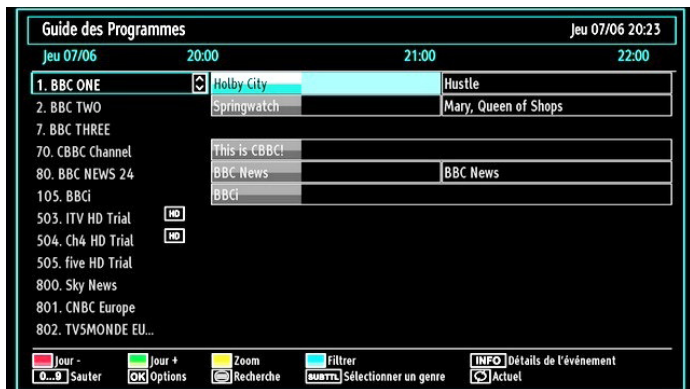 Guide des Programmes Jeu 07/06 20:23
Jeu 07/06 20:00 21:00 22:00
1. BBC ONE Holby City Hustle
2. BBC TWO Springwatch Mary, Queen of Shops
7. BBC THREE
70. CBBC Channel This is CBBC!
80. BBC NEWS 24 BBC News BBC News
105. BBCi BBCi
503. ITV HD Trial HD
504. Ch4 HD Trial HD
505. five HD Trial
800. Sky News
801. CNBC Europe
802. TV5MONDE EU...
Jour - Jour + Zoom Filtrer INFO Détails de l'événement
0...9 Sauter OK Options Recherche SUBTTL Sélectionner un genre Actuel